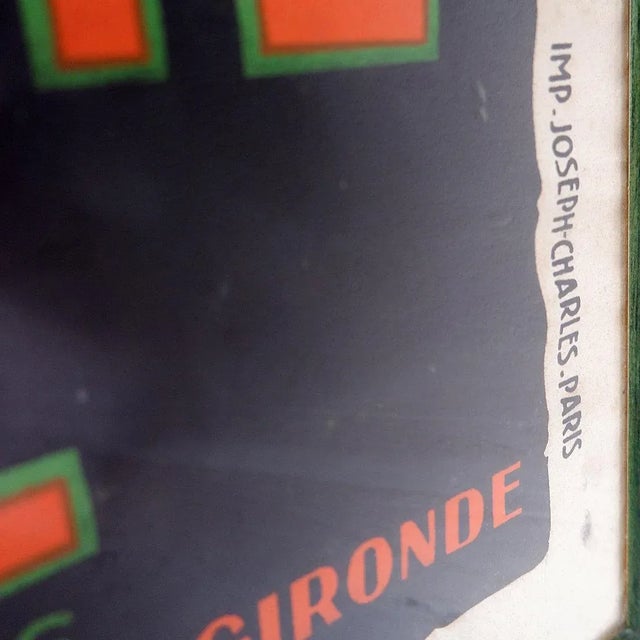 IMP. JOSEPH-CHARLES. PARIS
GIRONDE